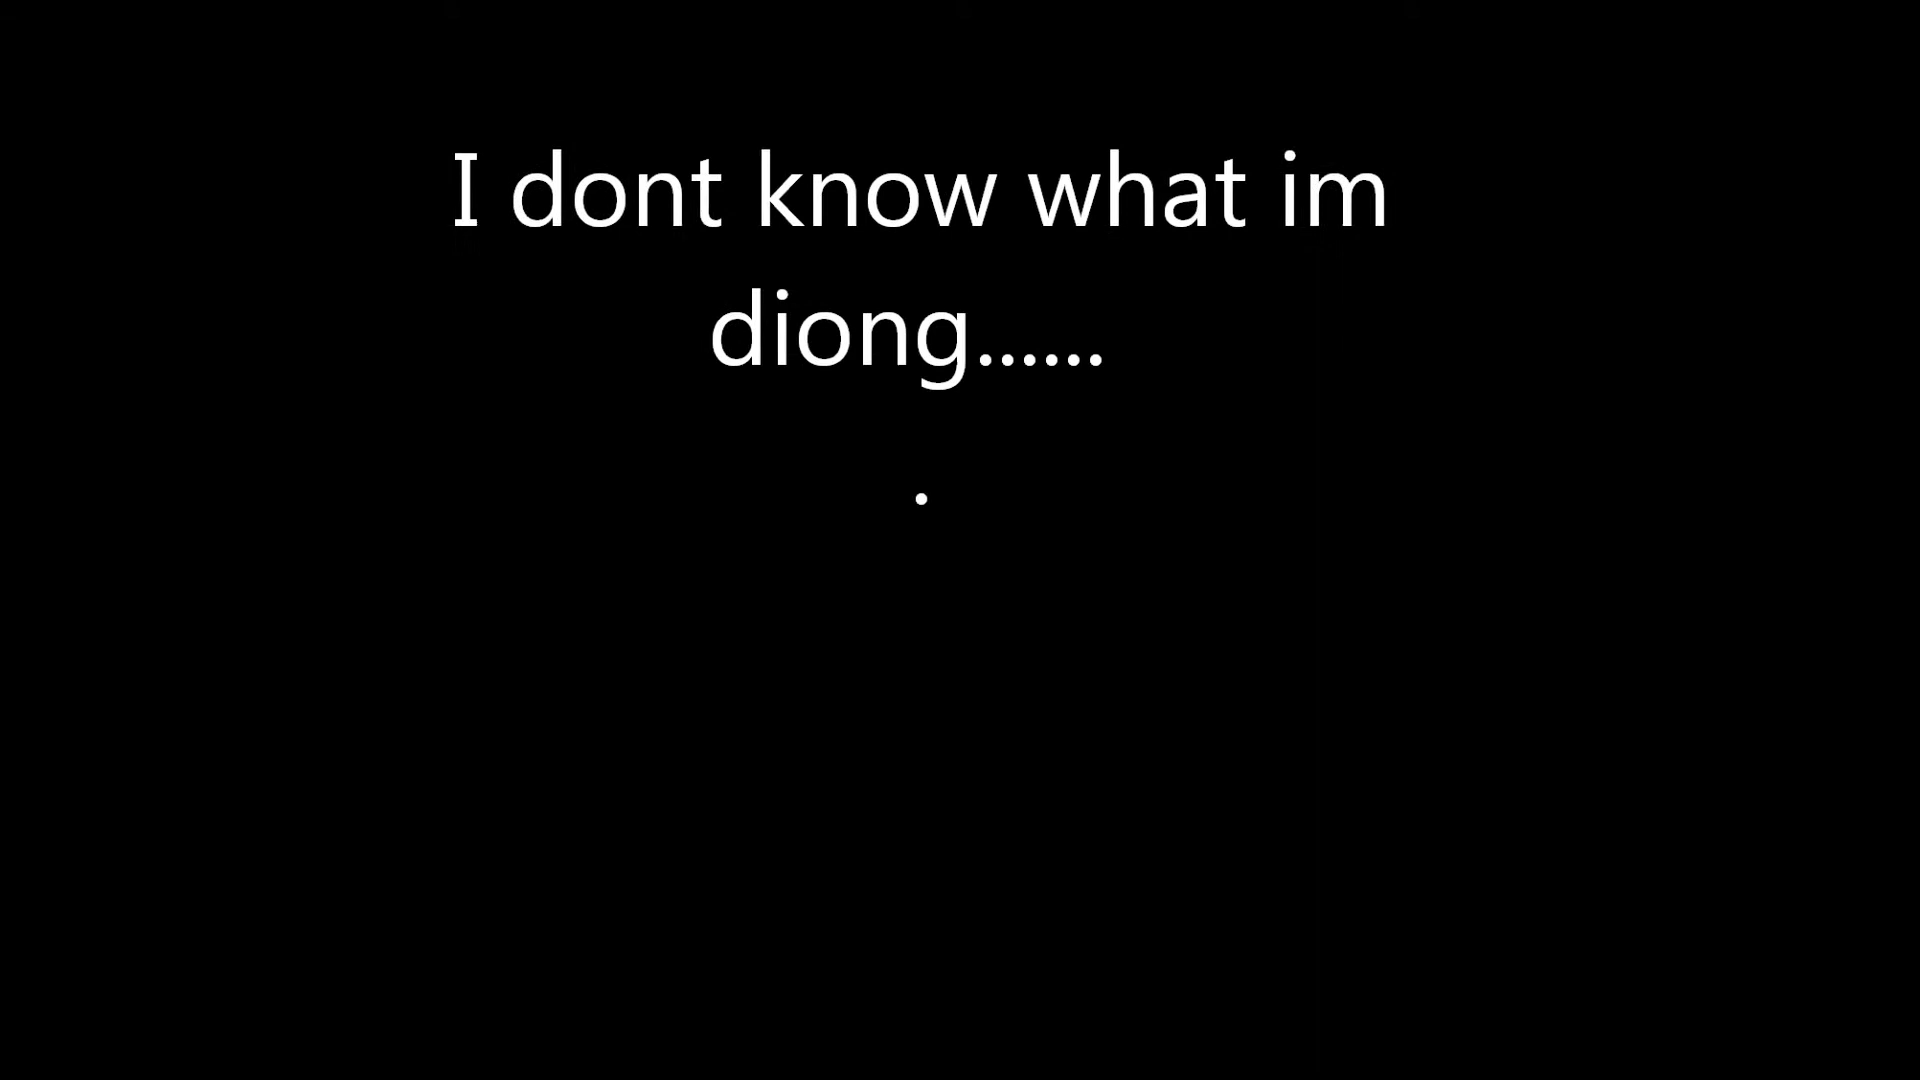 I dont know what im
diong......
.